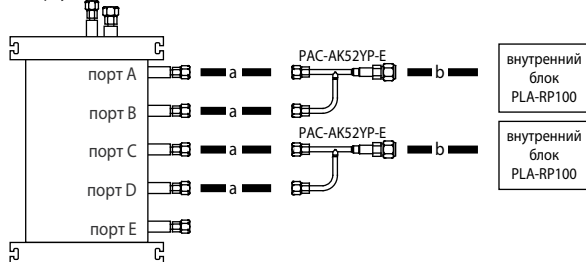 PAC-AK52YP-E
порт A
a
b
внутренний
блок
PLA-RP100
порт B
a
PAC-AK52YP-E
порт C
a
b
внутренний
блок
PLA-RP100
порт D
a
порт E